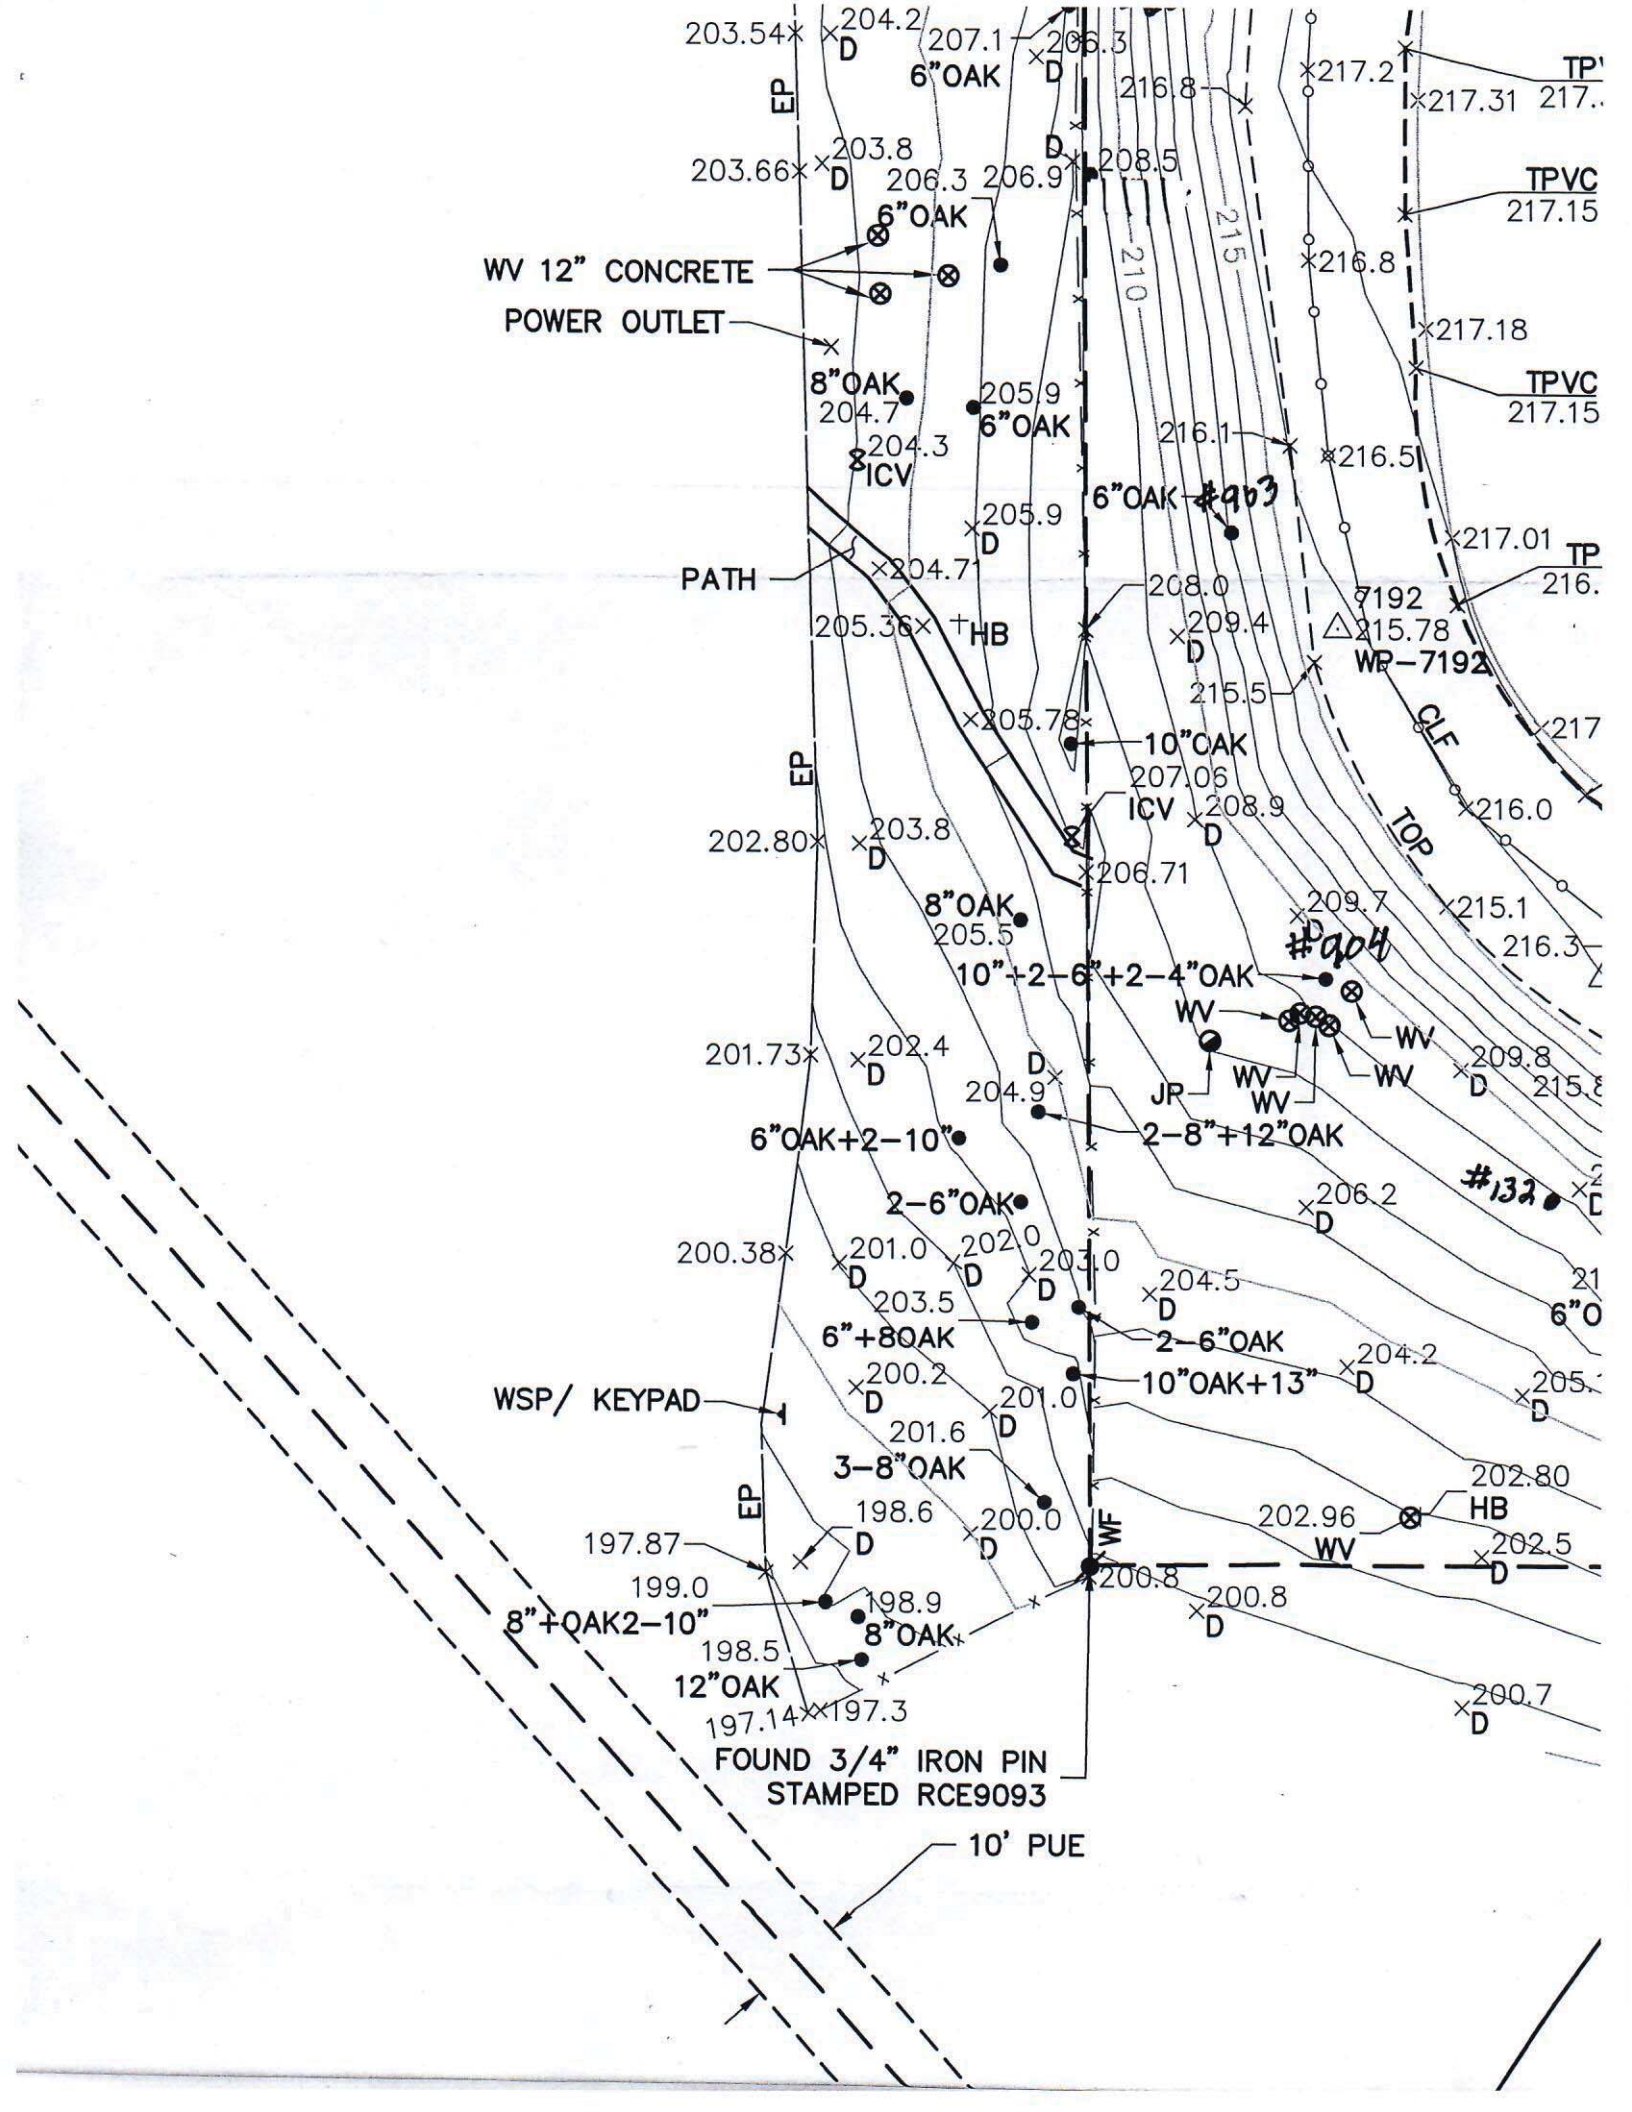 203.54
204.2
D
207.1
206.3
6"OAK
D
EP
216.8
217.2
217.31
203.8
D
203.66
D
208.5
206.3
206.9
6"OAK
TPVC
217.15
WV 12" CONCRETE
215
210
216.8
POWER OUTLET
217.18
8"OAK
204.7
205.9
6"OAK
TPVC
217.15
204.3
ICV
216.1
216.5
6"OAK #903
205.9
D
217.01
PATH
204.71
208.0
7192
215.78
WP-7192
205.36
HB
209.4
D
215.5
205.78
CLF
10"OAK
EP
207.06
ICV
208.9
D
216.0
TOP
202.80
203.8
D
206.71
8"OAK
205.5
209.7
D
#904
215.1
216.3
10"+2-6"+2-4"OAK
WV
WV
201.73
202.4
D
D
204.9
JP
WV
WV
WV
209.8
D
6"OAK+2-10"
2-8"+12"OAK
#132
2-6"OAK
206.2
D
200.38
201.0
D
202.0
D
203.0
D
204.5
D
203.5
6"+8OAK
2-6"OAK
204.2
D
10"OAK+13"
200.2
D
WSP/ KEYPAD
201.0
D
D
201.6
3-8"OAK
202.80
HB
202.96
WV
EP
198.6
D
200.0
D
WF
197.87
202.5
D
199.0
8"+OAK2-10"
198.9
8"OAK
200.8
200.8
D
198.5
12"OAK
197.14
197.3
200.7
D
FOUND 3/4" IRON PIN
STAMPED RCE9093
10' PUE